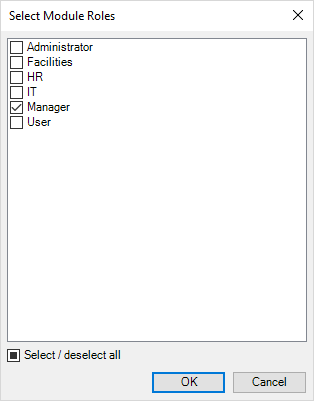 Select Module Roles
Administrator
Facilities
HR
IT
Manager
User
Select / deselect all
OK
Cancel